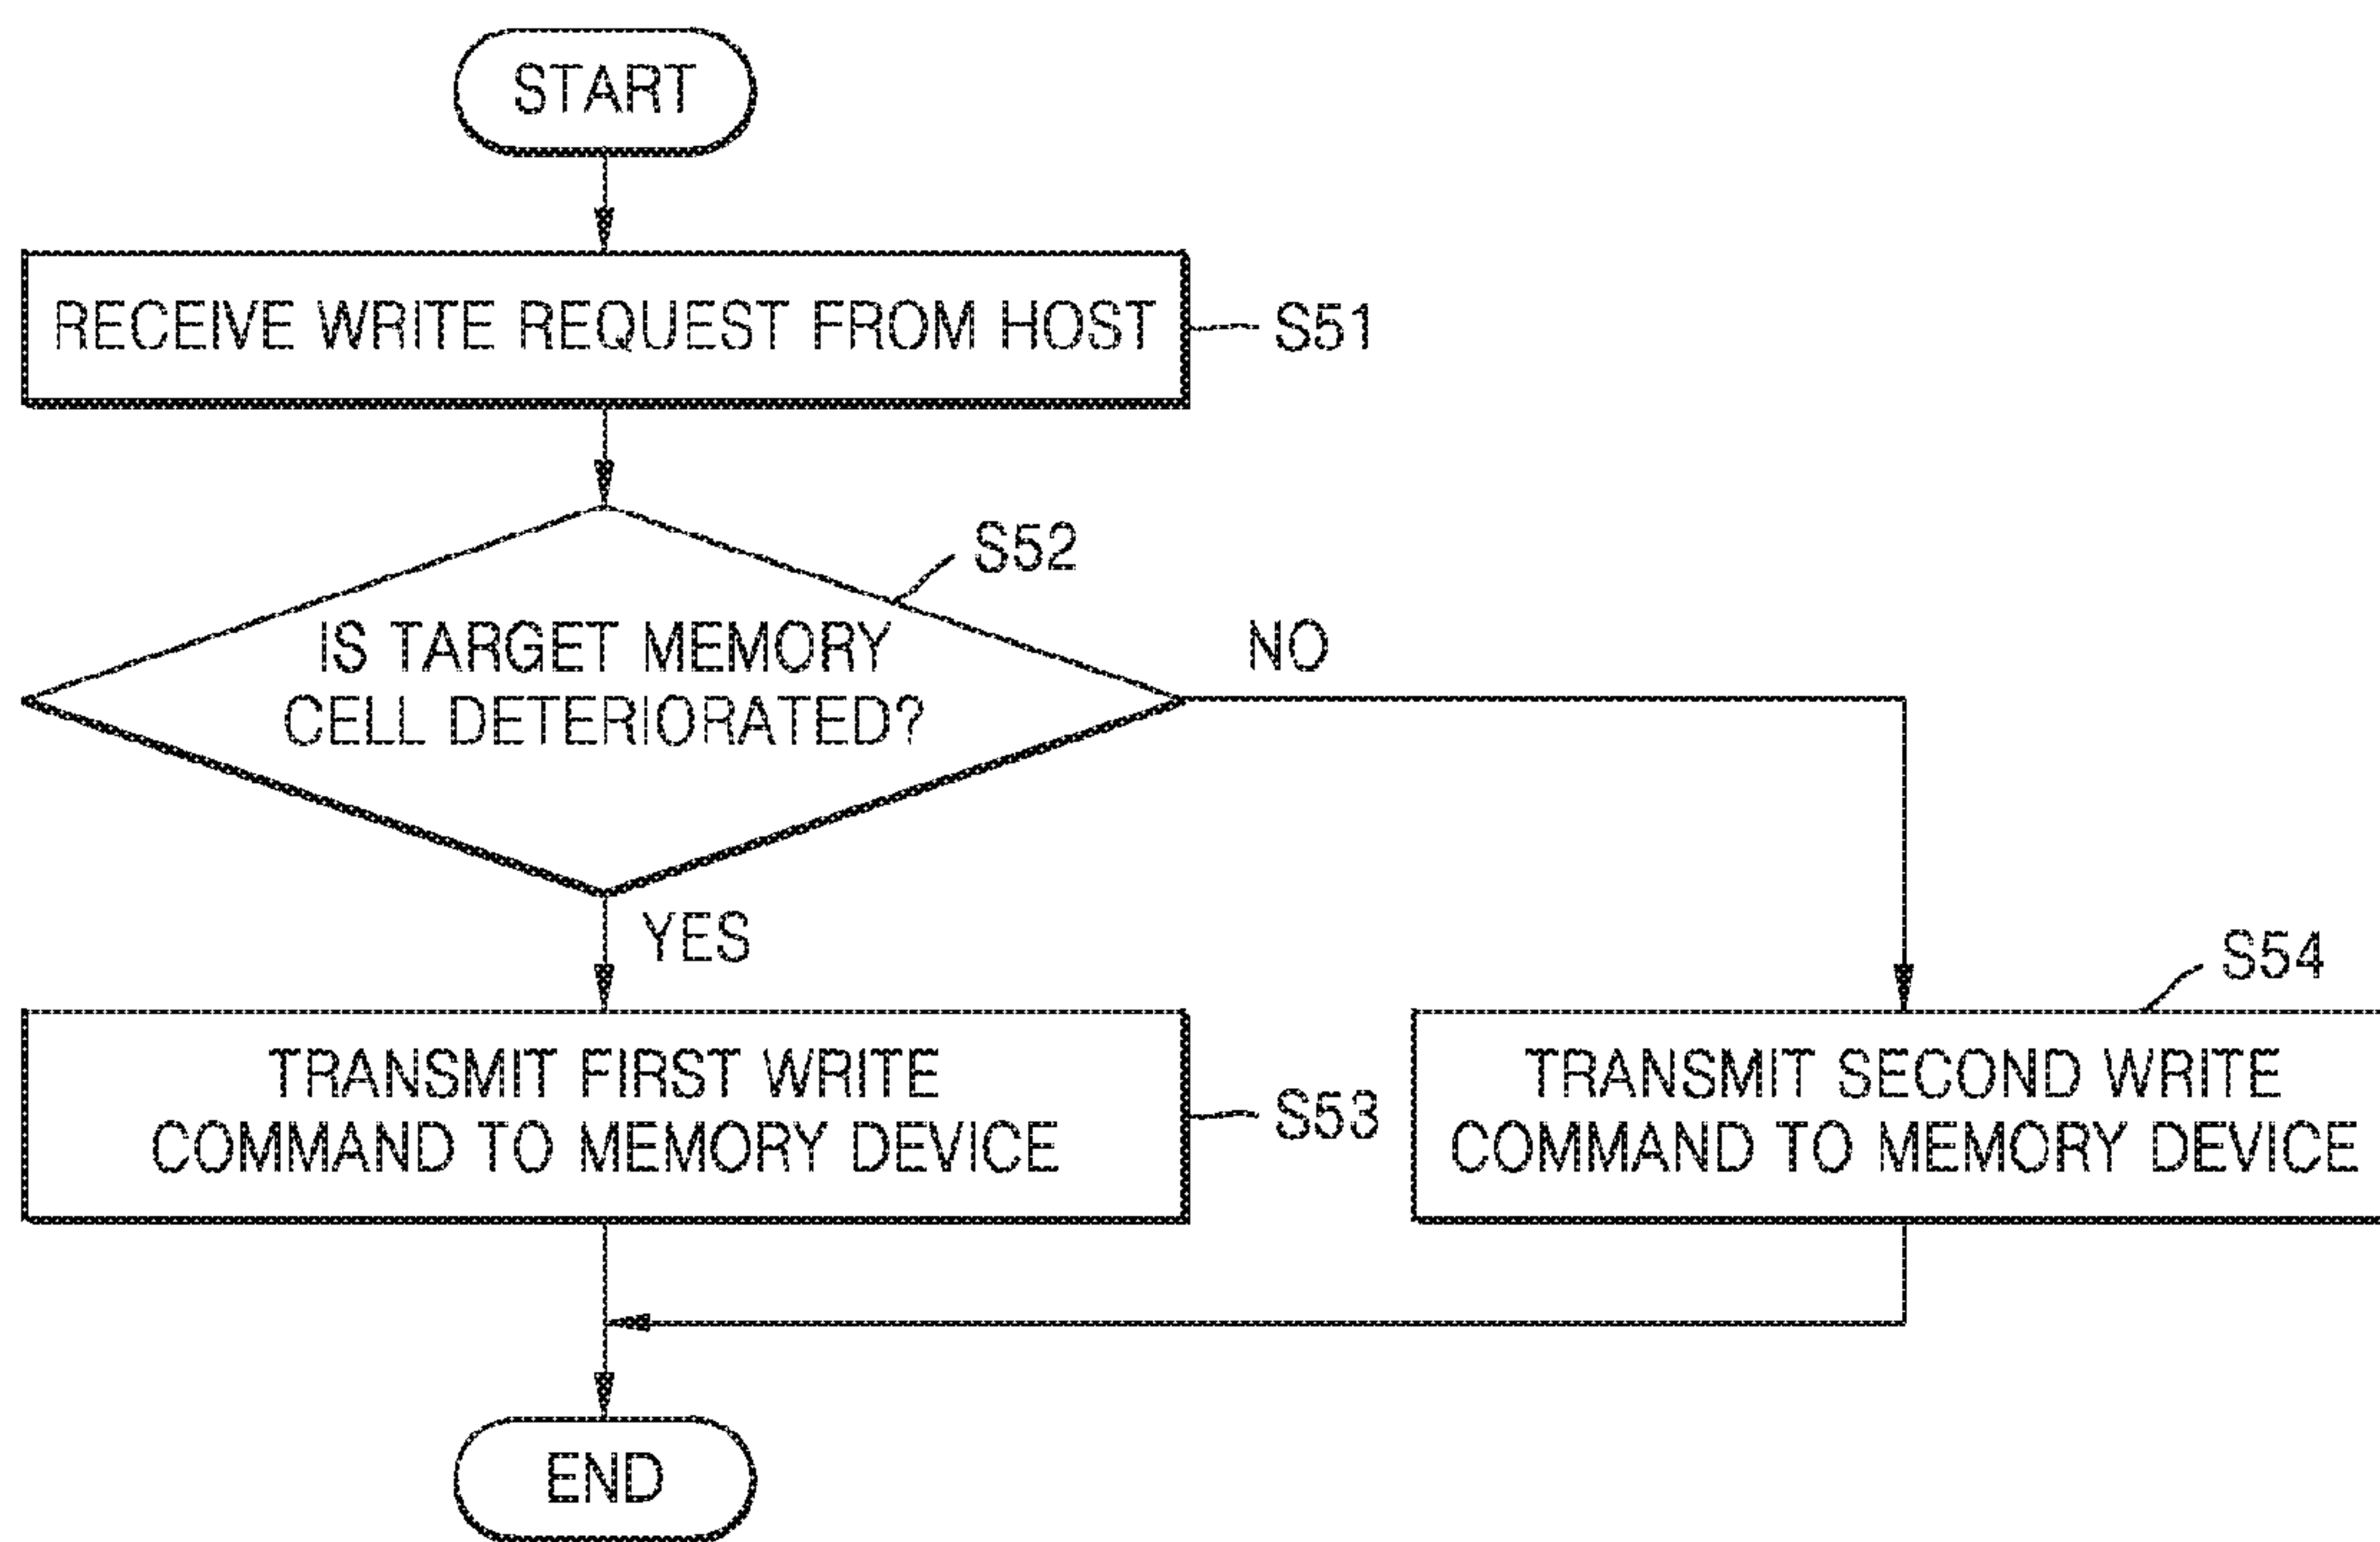 START
RECEIVE WRITE REQUEST FROM HOST
S51
S52
IS TARGET MEMORY
CELL DETERIORATED?
NO
YES
TRANSMIT FIRST WRITE
COMMAND TO MEMORY DEVICE
S53
S54
TRANSMIT SECOND WRITE
COMMAND TO MEMORY DEVICE
END